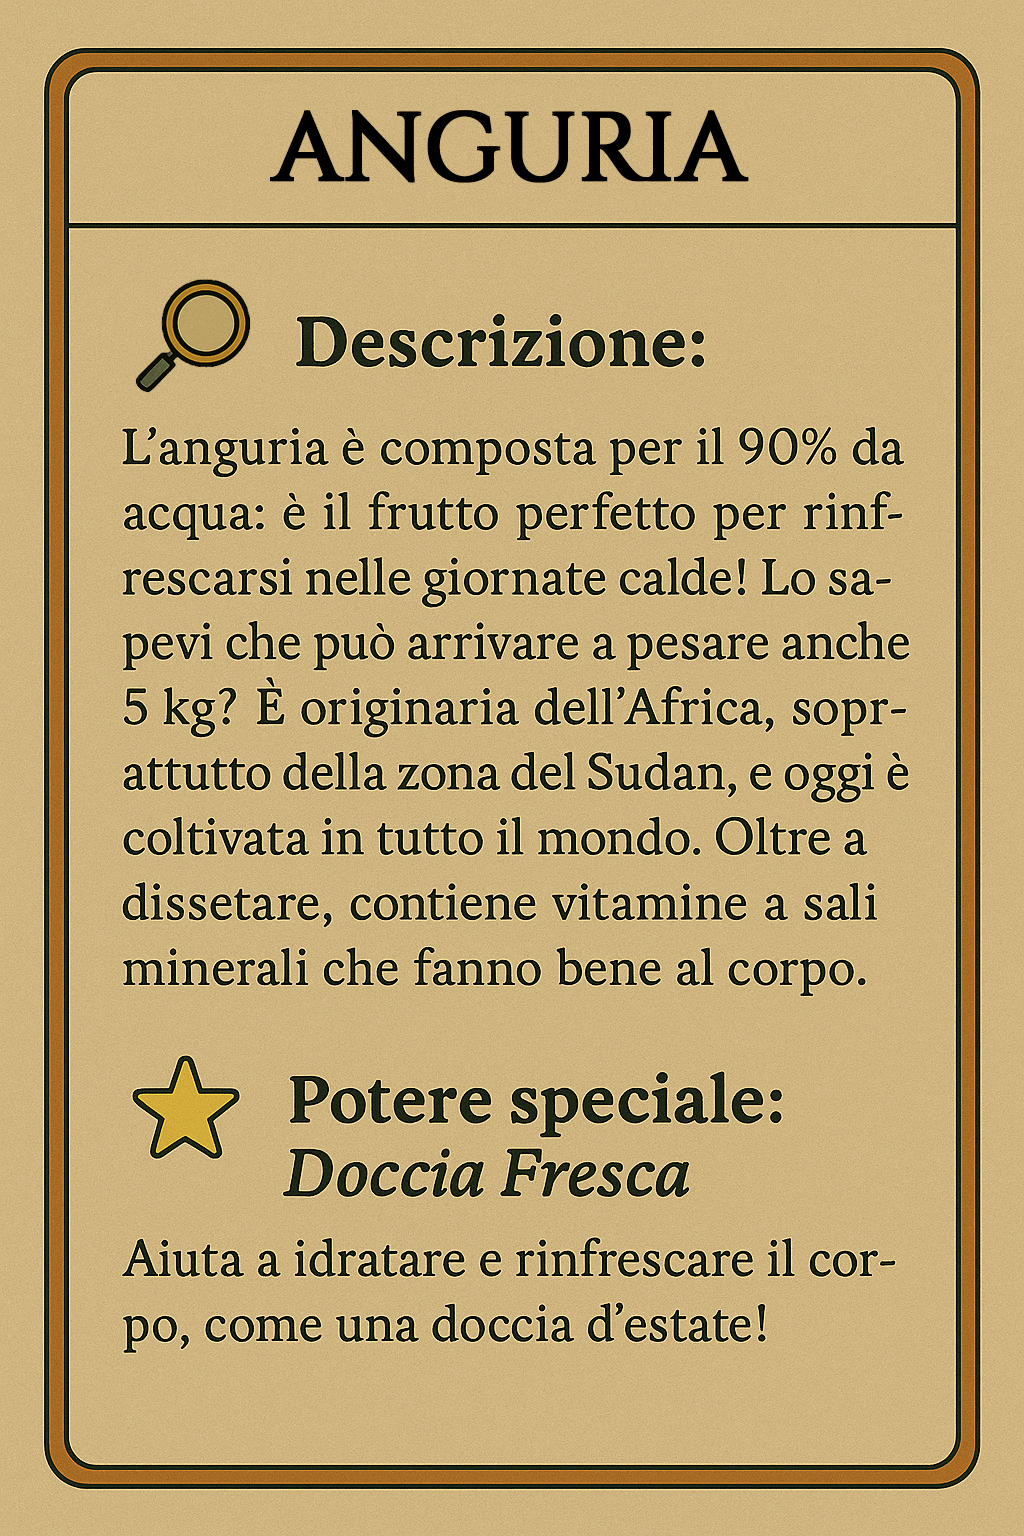 ANGURIA
Descrizione:
L’anguria è composta per il 90% da
acqua: è il frutto perfetto per rinf-
rescarsi nelle giornate calde! Lo sa-
pevi che può arrivare a pesare anche
5 kg? È originaria dell’Africa, sopr-
attutto della zona del Sudan, e oggi è
coltivata in tutto il mondo. Oltre a
dissetare, contiene vitamine a sali
minerali che fanno bene al corpo.
Potere speciale:
Doccia Fresca
Aiuta a idratare e rinfrescare il cor-
po, come una doccia d’estate!